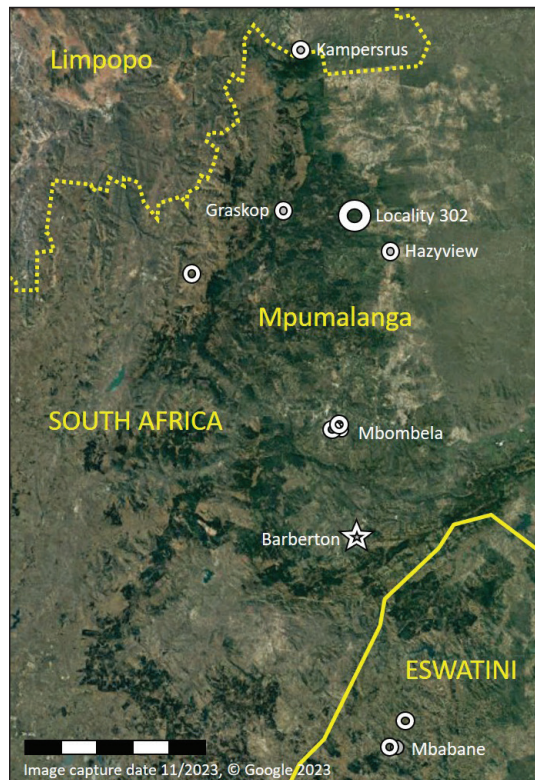 Limpopo
Kampersrus
Graskop
Locality 302
Hazyview
Mpumalanga
SOUTH AFRICA
Mbombela
Barberton
ESWATINI
Mbabane
Image capture date 11/2023, © Google 2023